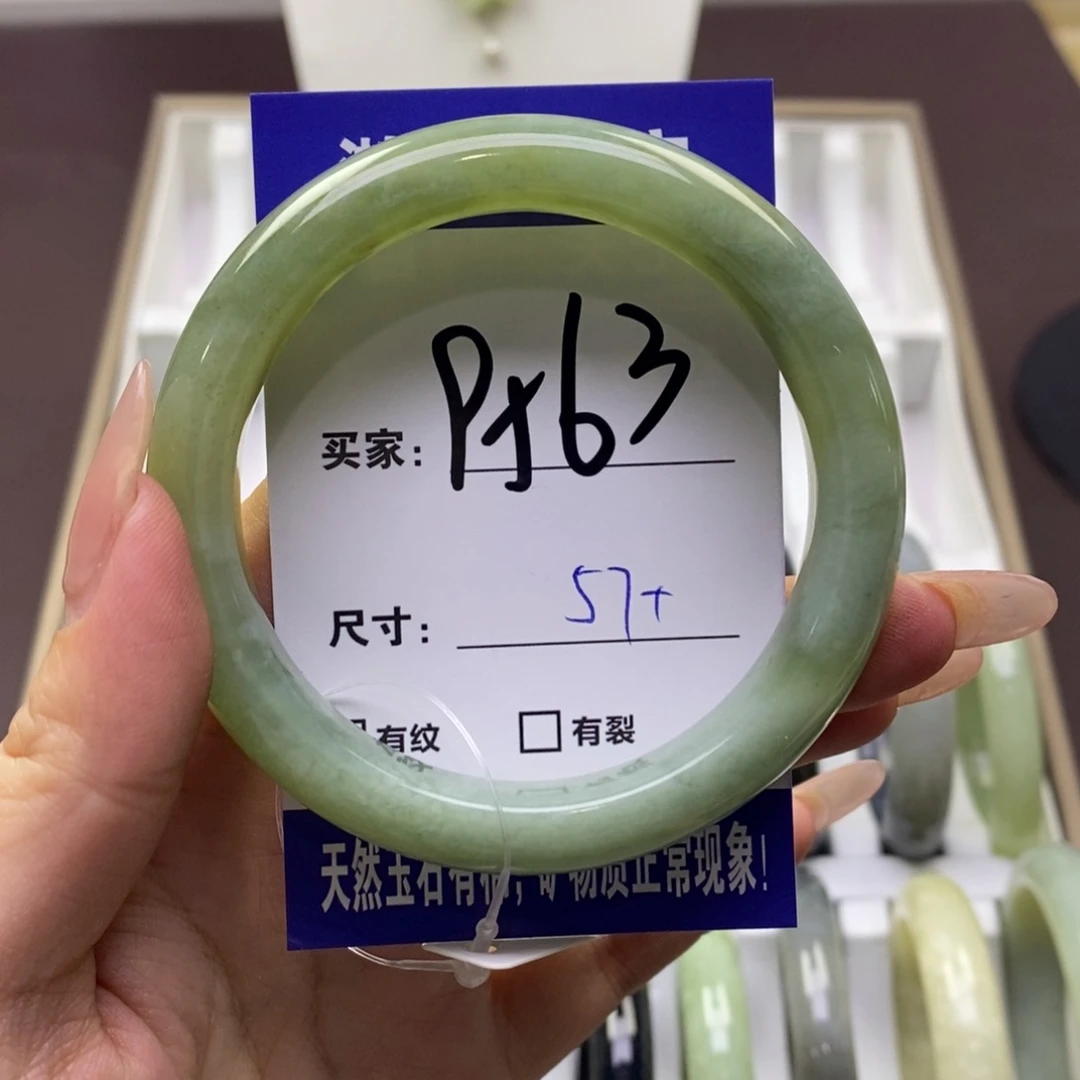 买家: PJ63
尺寸: 57+
有纹 □有裂
天然玉石有棉, 矿物质正常现象!